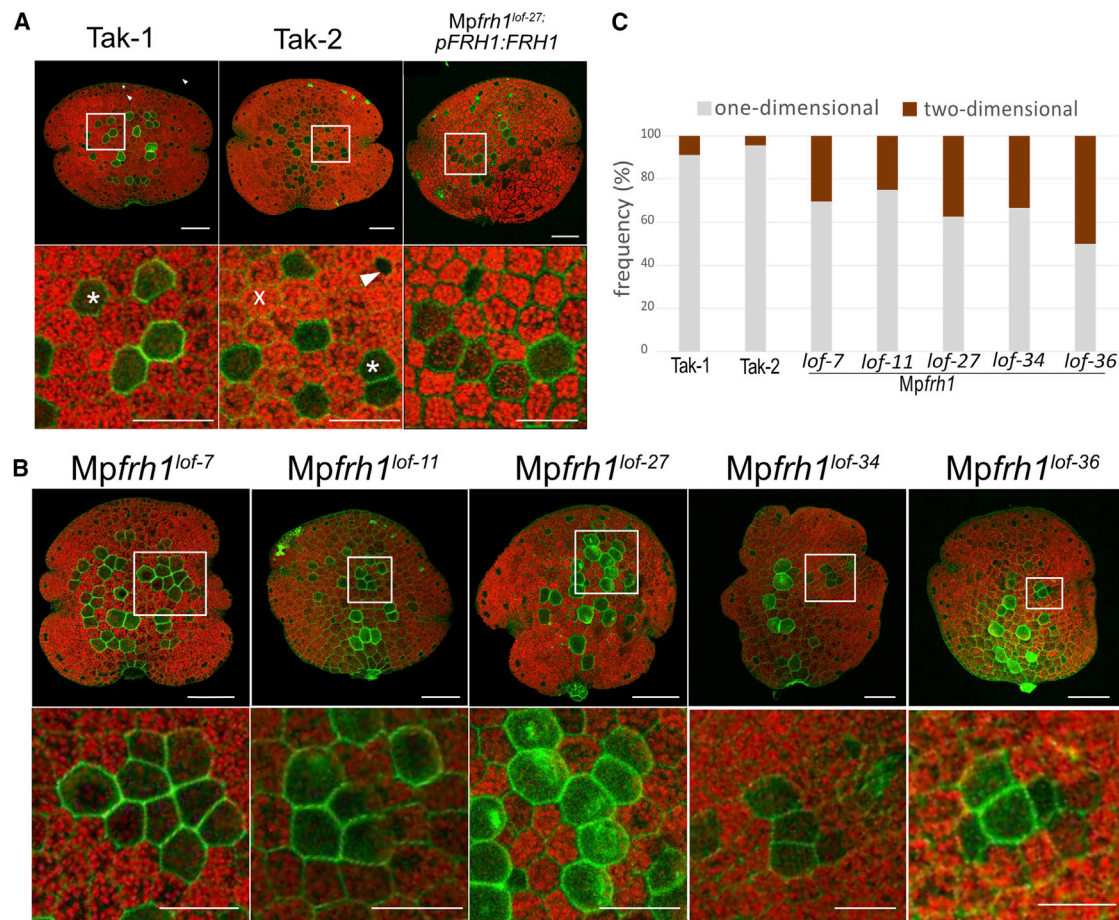 A
Tak-1
Tak-2
Mpfrh1lof-27;
pFRH1:FRH1
*
x
*
C
one-dimensional two-dimensional
frequency (%)
100
80
60
40
20
0
Tak-1 Tak-2 lof-7 lof-11 lof-27 lof-34 lof-36
Mpfrh1
B
Mpfrh1lof-7 Mpfrh1lof-11 Mpfrh1lof-27 Mpfrh1lof-34 Mpfrh1lof-36